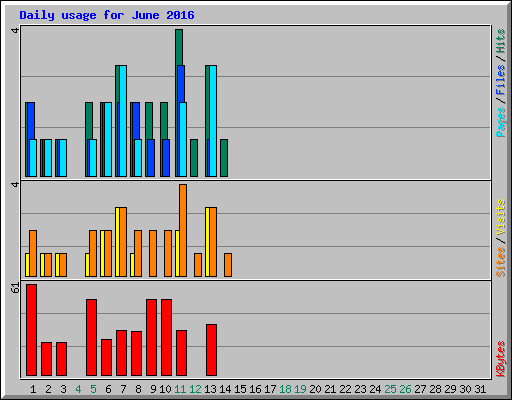 Daily usage for June 2016
4
Pages / Files / Hits
4
Sites / Visits
61
KBytes
1 2 3 4 5 6 7 8 9 10 11 12 13 14 15 16 17 18 19 20 21 22 23 24 25 26 27 28 29 30 31